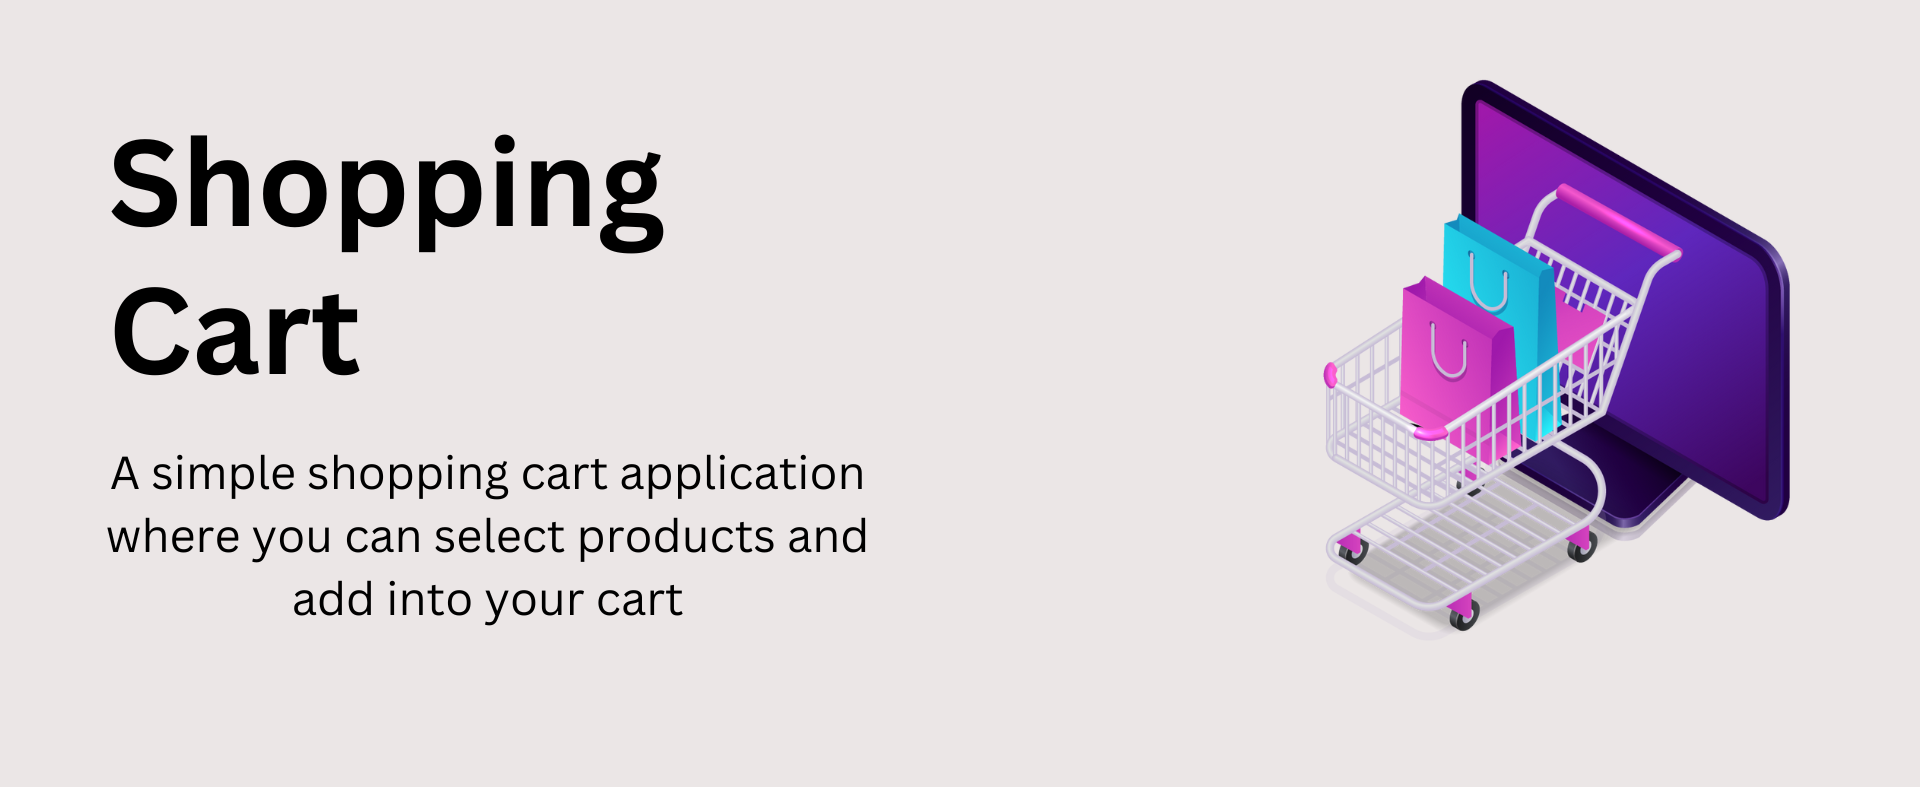 Shopping
Cart
A simple shopping cart application
where you can select products and
add into your cart